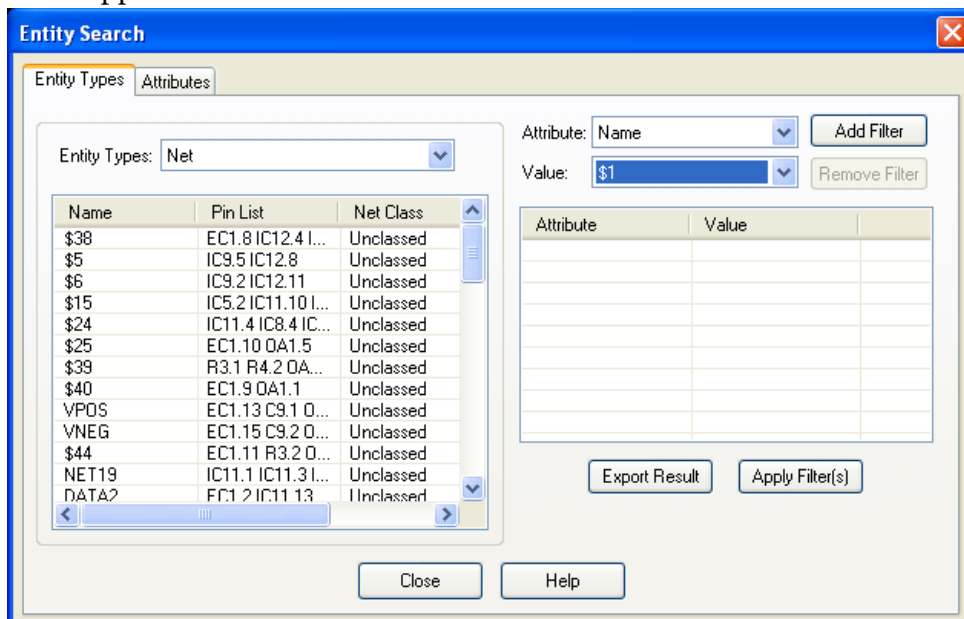 Entity Search
Entity Types Attributes
Entity Types: Net
Attribute: Name Add Filter
Value: $1 Remove Filter
Name Pin List Net Class
$38 EC1.8 IC12.4 I... Unclassed
$5 IC9.5 IC12.8 Unclassed
$6 IC9.2 IC12.11 Unclassed
$15 IC5.2 IC11.10 I... Unclassed
$24 IC11.4 IC8.4 IC... Unclassed
$25 EC1.10 OA1.5 Unclassed
$39 R3.1 R4.2 OA... Unclassed
$40 EC1.9 OA1.1 Unclassed
VPOS EC1.13 C9.1 O... Unclassed
VNEG EC1.15 C9.2 O... Unclassed
$44 EC1.11 R3.2 O... Unclassed
NET19 IC11.1 IC11.3 I... Unclassed
DATA2 EC1.2 IC11.13 Unclassed
Attribute Value
Export Result Apply Filter(s)
Close Help